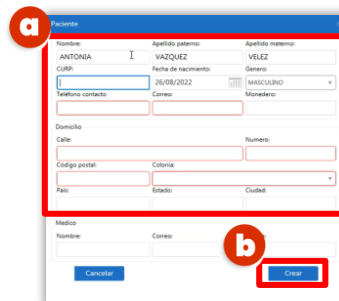 a
Paciente
Nombre: Apellido paterno: Apellido materno:
ANTONIA VAZQUEZ VELEZ
CURP: Fecha de nacimiento: Genero:
26/08/2022 MASCULINO
Teléfono contacto Correo: Monedero:
Domicilio
Calle: Numero:
Código postal: Colonia:
País: Estado: Ciudad:
Medico
Nombre: Correo:
b
Cancelar Crear